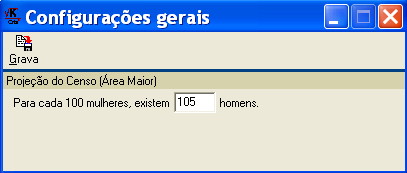 Configurações gerais
Grava
Projeção do Censo (Área Maior)
Para cada 100 mulheres, existem 105 homens.